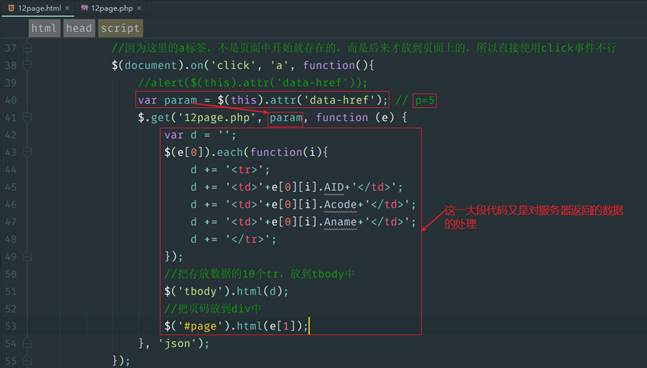 12page.html × 12page.php ×
html head script
37 //因为这里的a标签，不是页面中开始就存在的，而是后来才放到页面上的，所以直接使用click事件不行
38 $(document).on('click', 'a', function(){
39 //alert($(this).attr('data-href'));
40 var param = $(this).attr('data-href'); // p=5
41 $.get('12page.php', param, function (e) {
42 var d = '';
43 $(e[0]).each(function(i){
44 d += '<tr>';
45 d += '<td>'+e[0][i].AID+'</td>';
46 d += '<td>'+e[0][i].Acode+'</td>';
47 d += '<td>'+e[0][i].Aname+'</td>';
48 d += '</tr>';
49 });
这一大段代码又是对服务器返回的数据
的处理
50 //把存放数据的10个tr，放到tbody中
51 $('tbody').html(d);
52 //把页码放到div中
53 $('#page').html(e[1]);
54 }, 'json');
55 });